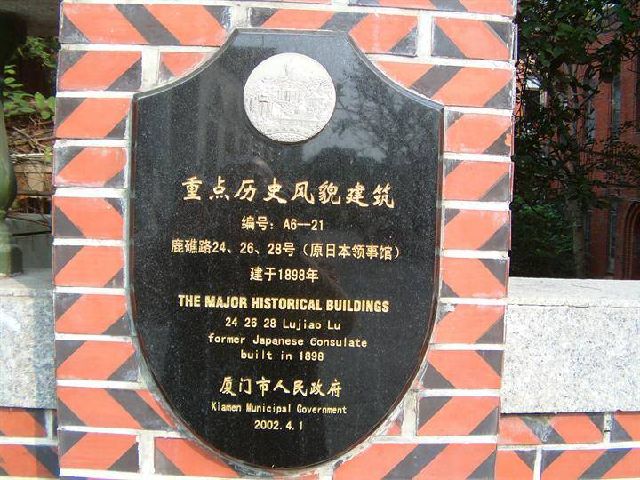 重点历史风貌建筑
编号：A6—21
鹿礁路24、26、28号（原日本领事馆）
建于1898年
THE MAJOR HISTORICAL BUILDINGS
24 26 28 Lujiao Lu
former Japanese Consulate
built in 1898
厦门市人民政府
Xiamen Municipal Government
2002.4.1